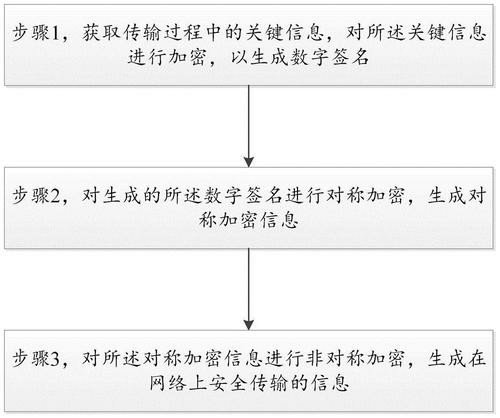 步骤1，获取传输过程中的关键信息，对所述关键信息
进行加密，以生成数字签名
步骤2，对生成的所述数字签名进行对称加密，生成对
称加密信息
步骤3，对所述对称加密信息进行非对称加密，生成在
网络上安全传输的信息